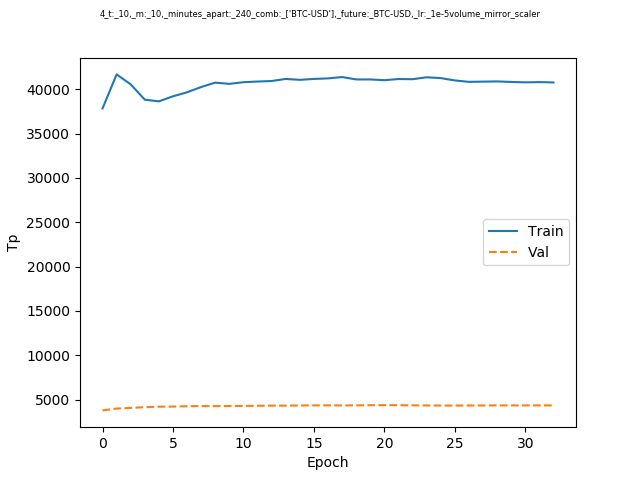 4_t:_10,_m:_10,_minutes_apart:_240_comb:_['BTC-USD'],_future:_BTC-USD,_lr:_1e-5volume_mirror_scaler
40000
35000
30000
25000
20000
15000
10000
5000
Tp
Train
Val
0 5 10 15 20 25 30
Epoch